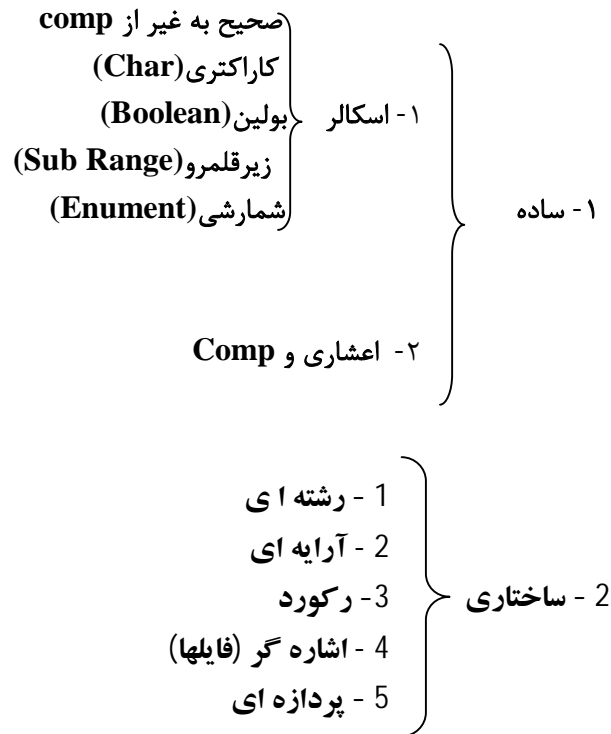 صحیح به غیر از comp
کاراکتری(Char)
۱- اسکالر
بولین(Boolean)
زیرقلمرو(Sub Range)
شمارشی(Enument)
۱- ساده
۲- اعشاری و Comp
1 - رشته ا ی
2 - آرایه ای
3- رکورد
2 - ساختاری
4 - اشاره گر (فایلها)
5 - پردازه ای